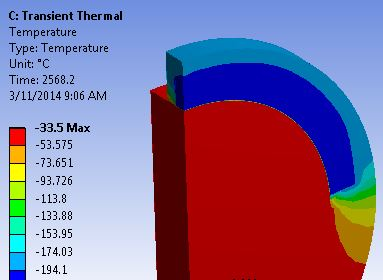 C: Transient Thermal
Temperature
Type: Temperature
Unit: °C
Time: 2568.2
3/11/2014 9:06 AM
-33.5 Max
-53.575
-73.651
-93.726
-113.8
-133.88
-153.95
-174.03
-194.1